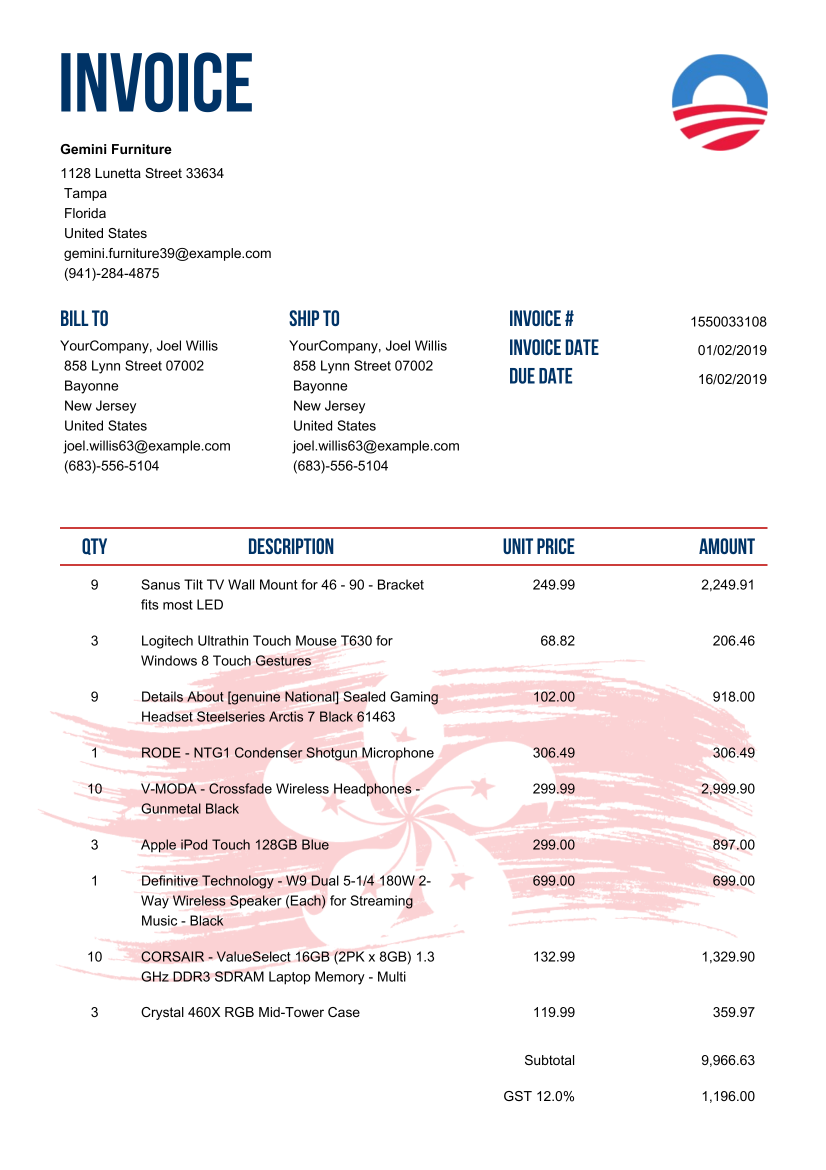 INVOICE
Gemini Furniture
1128 Lunetta Street 33634
Tampa
Florida
United States
gemini.furniture39@example.com
(941)-284-4875
BILL TO
YourCompany, Joel Willis
858 Lynn Street 07002
Bayonne
New Jersey
United States
joel.willis63@example.com
(683)-556-5104
SHIP TO
YourCompany, Joel Willis
858 Lynn Street 07002
Bayonne
New Jersey
United States
joel.willis63@example.com
(683)-556-5104
INVOICE # 1550033108
INVOICE DATE 01/02/2019
DUE DATE 16/02/2019
QTY DESCRIPTION UNIT PRICE AMOUNT
9 Sanus Tilt TV Wall Mount for 46 - 90 - Bracket 249.99 2,249.91
fits most LED
3 Logitech Ultrathin Touch Mouse T630 for 68.82 206.46
Windows 8 Touch Gestures
9 Details About [genuine National] Sealed Gaming 102.00 918.00
Headset Steelseries Arctis 7 Black 61463
1 RODE - NTG1 Condenser Shotgun Microphone 306.49 306.49
10 V-MODA - Crossfade Wireless Headphones - 299.99 2,999.90
Gunmetal Black
3 Apple iPod Touch 128GB Blue 299.00 897.00
1 Definitive Technology - W9 Dual 5-1/4 180W 2- 699.00 699.00
Way Wireless Speaker (Each) for Streaming
Music - Black
10 CORSAIR - ValueSelect 16GB (2PK x 8GB) 1.3 132.99 1,329.90
GHz DDR3 SDRAM Laptop Memory - Multi
3 Crystal 460X RGB Mid-Tower Case 119.99 359.97
Subtotal 9,966.63
GST 12.0% 1,196.00